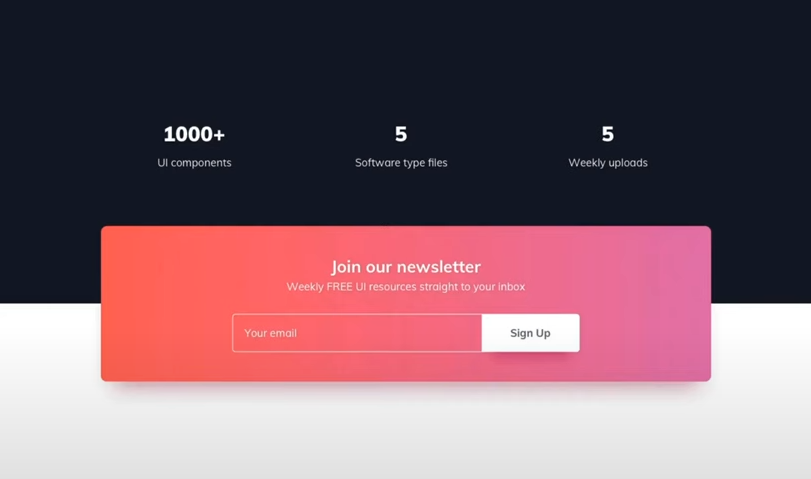 1000+
5
5
UI components
Software type files
Weekly uploads
Join our newsletter
Weekly FREE UI resources straight to your inbox
Your email
Sign Up